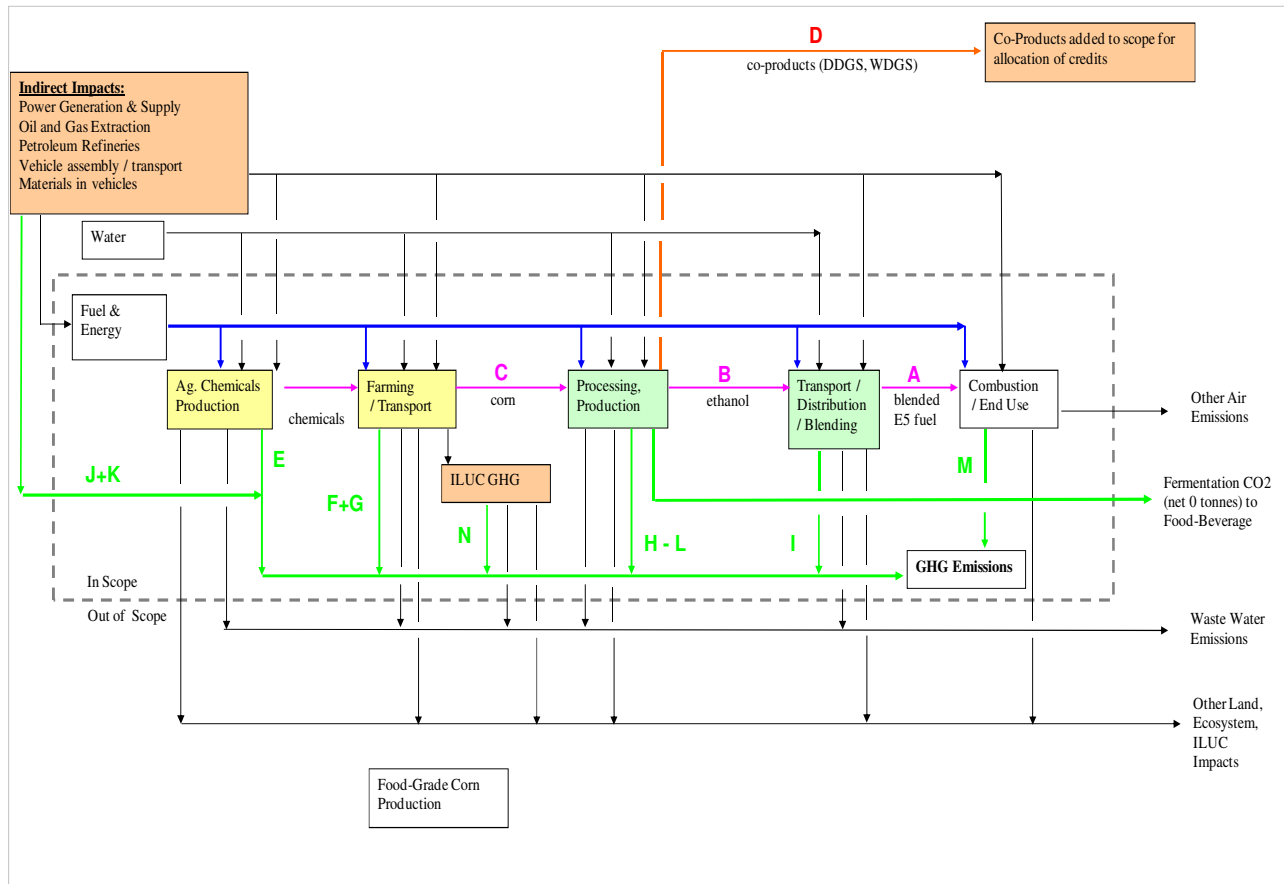 D
co-products (DDGS, WDGS)
Co-Products added to scope for
allocation of credits
Indirect Impacts:
Power Generation & Supply
Oil and Gas Extraction
Petroleum Refineries
Vehicle assembly / transport
Materials in vehicles
Water
Fuel &
Energy
Ag. Chemicals
Production
chemicals
Farming
/ Transport
C
corn
Processing,
Production
B
ethanol
Transport /
Distribution
/ Blending
A
blended
E5 fuel
Combustion
/ End Use
Other Air
Emissions
J+K
E
F+G
ILUC GHG
N
H - L
I
M
Fermentation CO2
(net 0 tonnes) to
Food-Beverage
GHG Emissions
In Scope
Out of Scope
Waste Water
Emissions
Other Land,
Ecosystem,
ILUC
Impacts
Food-Grade Corn
Production